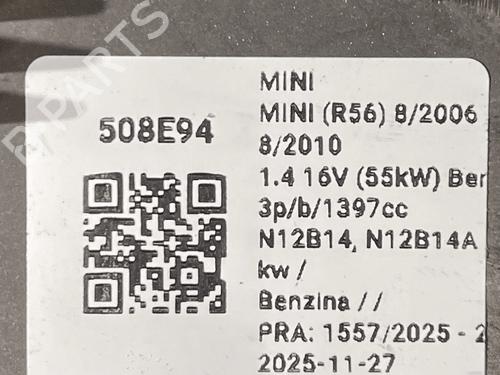 508E94
MINI
MINI (R56) 8/2006
8/2010
1.4 16V (55kW) Ber
3p/b/1397cc
N12B14, N12B14A
kw /
Benzina / /
PRA: 1557/2025 - 2
2025-11-27